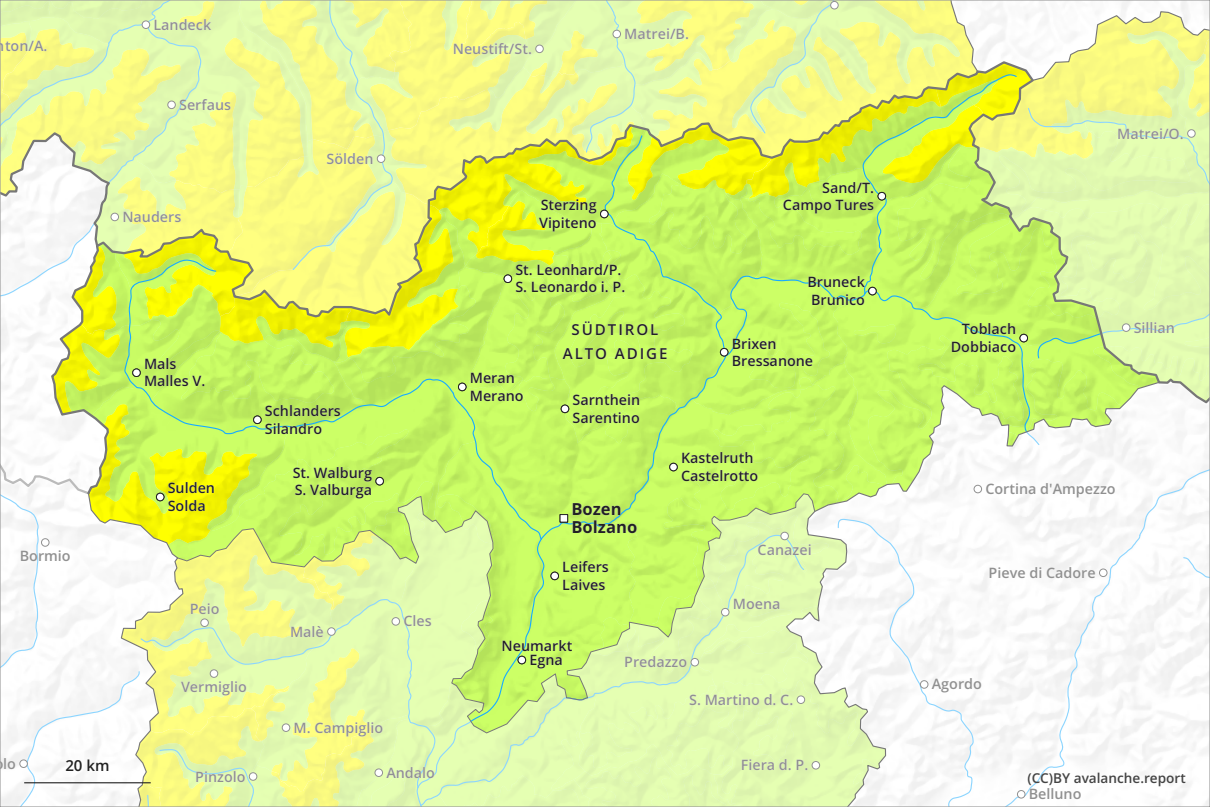 Landeck
nton/A.
Neustift/St.
Matrei/B.
Serfaus
Matrei/O.
Sölden
Nauders
Sand/T.
Campo Tures
Sterzing
Vipiteno
St. Leonhard/P.
S. Leonardo i. P.
Bruneck
Brunico
SÜDTIROL
ALTO ADIGE
Toblach
Dobbiaco
Sillian
Brixen
Bressanone
Mals
Malles V.
Meran
Merano
Schlanders
Silandro
Sarnthein
Sarentino
Kastelruth
Castelrotto
St. Walburg
S. Valburga
Sulden
Solda
Cortina d'Ampezzo
Bozen
Bolzano
Bormio
Canazei
Leifers
Laives
Pieve di Cadore
Peio
Moena
Cles
Malè
Neumarkt
Egna
Predazzo
Vermiglio
Agordo
S. Martino d. C.
M. Campiglio
20 km
lo
Pinzolo
Andalo
Fiera d. P.
(CC)BY avalanche.report
Belluno